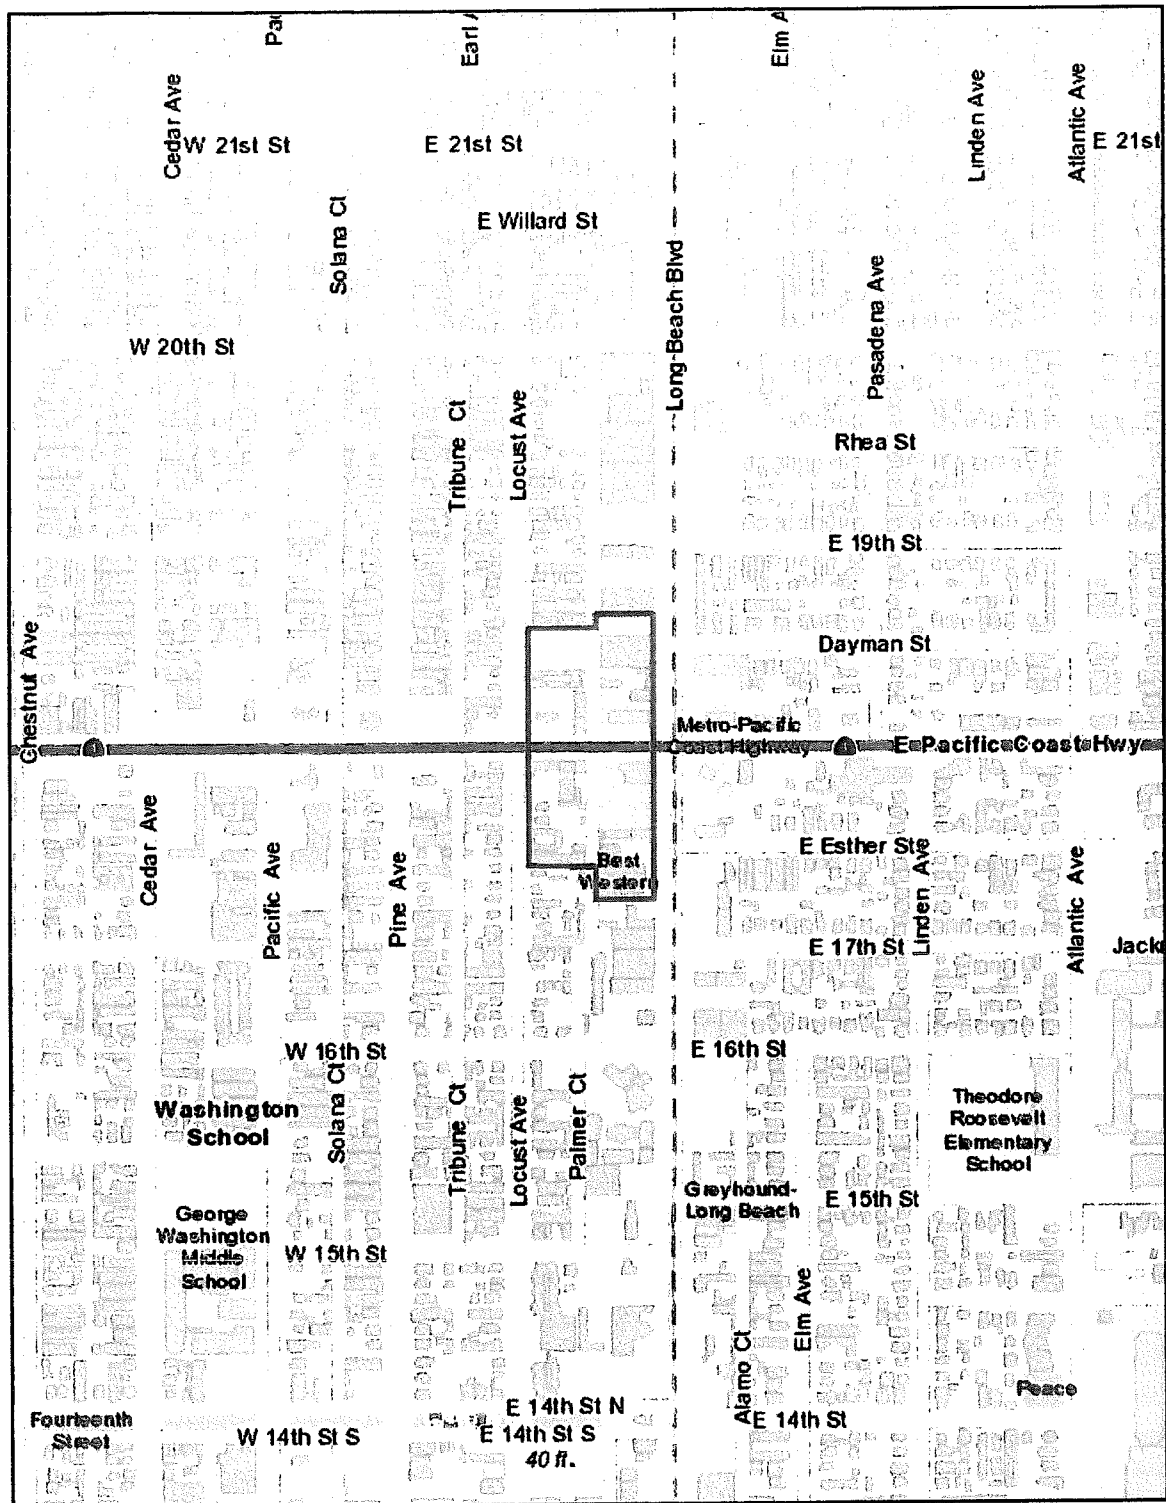 Pac
Earl A
Elm A
Cedar Ave
W 21st St
E 21st St
Linden Ave
Atlantic Ave
E 21st
Solana Ct
E Willard St
Long Beach Blvd
Pasadena Ave
W 20th St
Tribune Ct
Locust Ave
Rhea St
E 19th St
Chestnut Ave
Dayman St
Metro-Pacific
Coast Highway
E Pacific Coast Hwy
Cedar Ave
Pacific Ave
Pine Ave
Best
Western
E Esther St
Linden Ave
Atlantic Ave
E 17th St
Jack
W 16th St
E 16th St
Washington
School
Solana Ct
Tribune Ct
Locust Ave
Palmer Ct
Theodore
Roosevelt
Elementary
School
Greyhound-
Long Beach
E 15th St
George
Washington
Middle
School
W 15th St
Elm Ave
Alamo Ct
Peace
Fourteenth
Street
W 14th St S
E 14th St N
E 14th St S
40 ft.
E 14th St